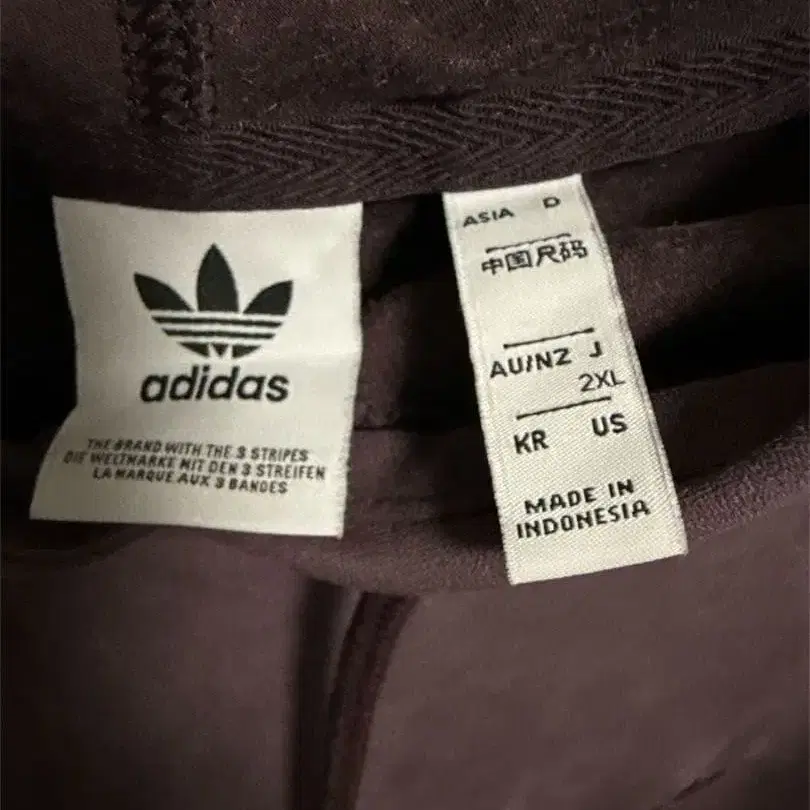 adidas
THE BRAND WITH THE 3 STRIPES
DIE WELTMARKE MIT DEN 3 STREIFEN
LA MARQUE AUX 3 BANDES
ASIA D
中国尺码
AU/NZ J
2XL
KR US
MADE IN
INDONESIA